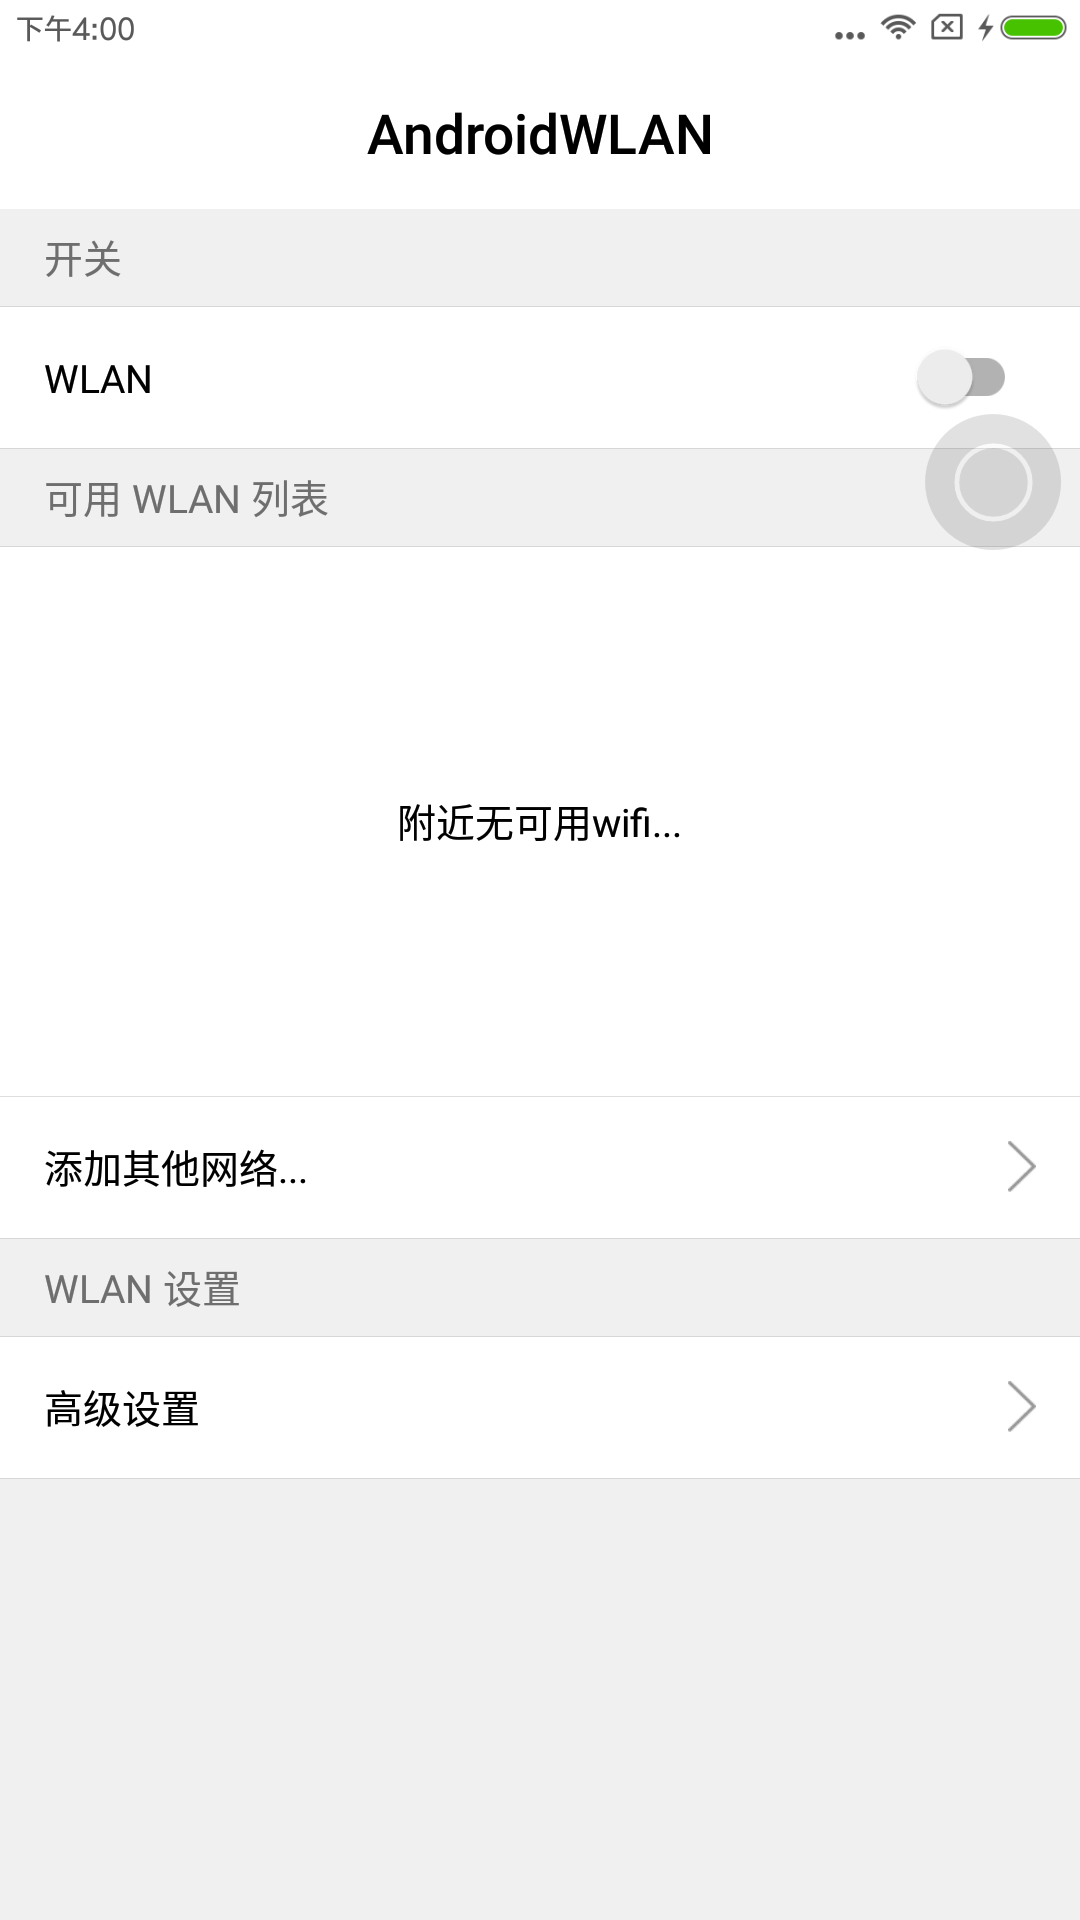 下午4:00
AndroidWLAN
开关
WLAN
可用 WLAN 列表
附近无可用wifi...
添加其他网络...
WLAN 设置
高级设置